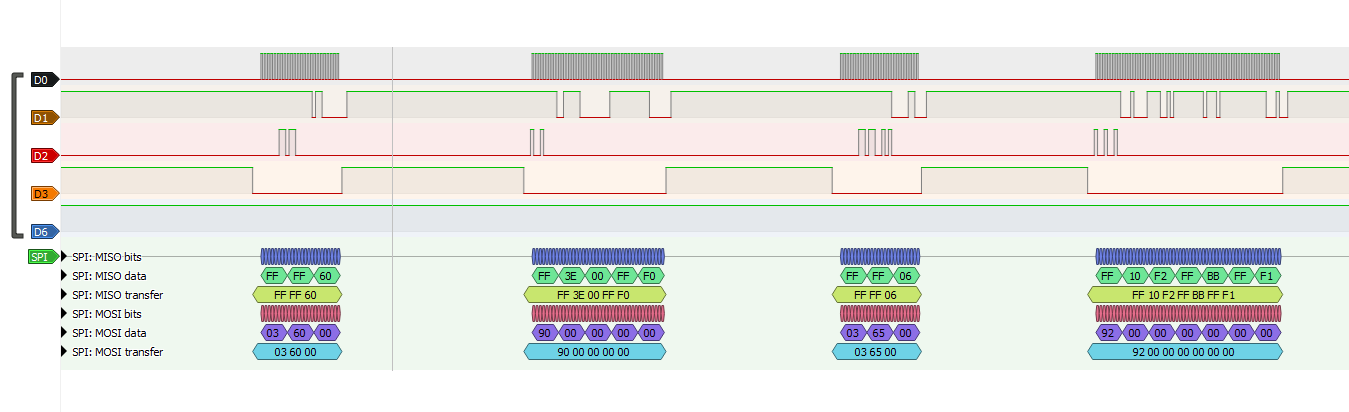 D0
D1
D2
D3
D6
SPI
SPI: MISO bits
SPI: MISO data FF FF 60 FF 3E 00 FF F0 FF FF 06 FF 10 F2 FF BB FF F1
SPI: MISO transfer FF FF 60 FF 3E 00 FF F0 FF FF 06 FF 10 F2 FF BB FF F1
SPI: MOSI bits
SPI: MOSI data 03 60 00 90 00 00 00 00 03 65 00 92 00 00 00 00 00 00
SPI: MOSI transfer 03 60 00 90 00 00 00 00 03 65 00 92 00 00 00 00 00 00